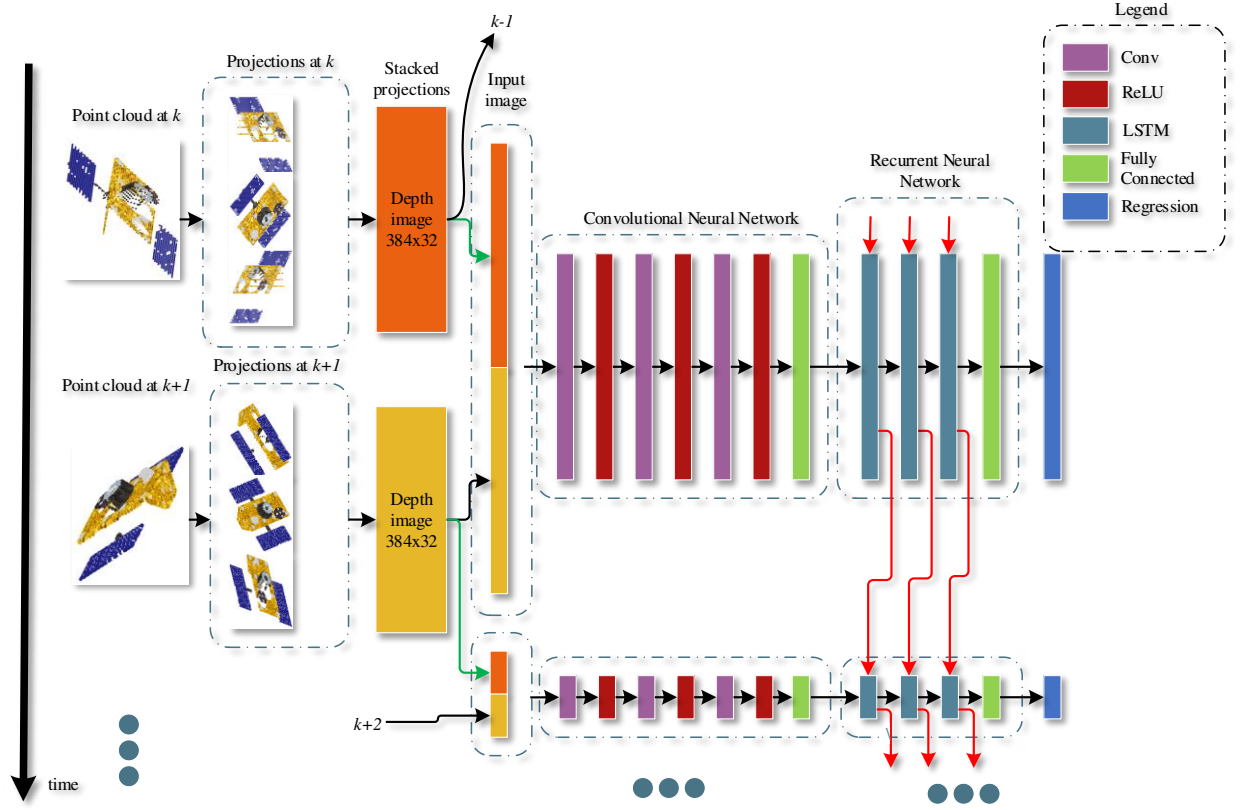 k-1
Legend
Conv
ReLU
LSTM
Fully
Connected
Regression
Projections at k
Stacked
projections
Input
image
Point cloud at k
Depth
image
384x32
Convolutional Neural Network
Recurrent Neural
Network
Point cloud at k+1
Projections at k+1
Depth
image
384x32
k+2
time